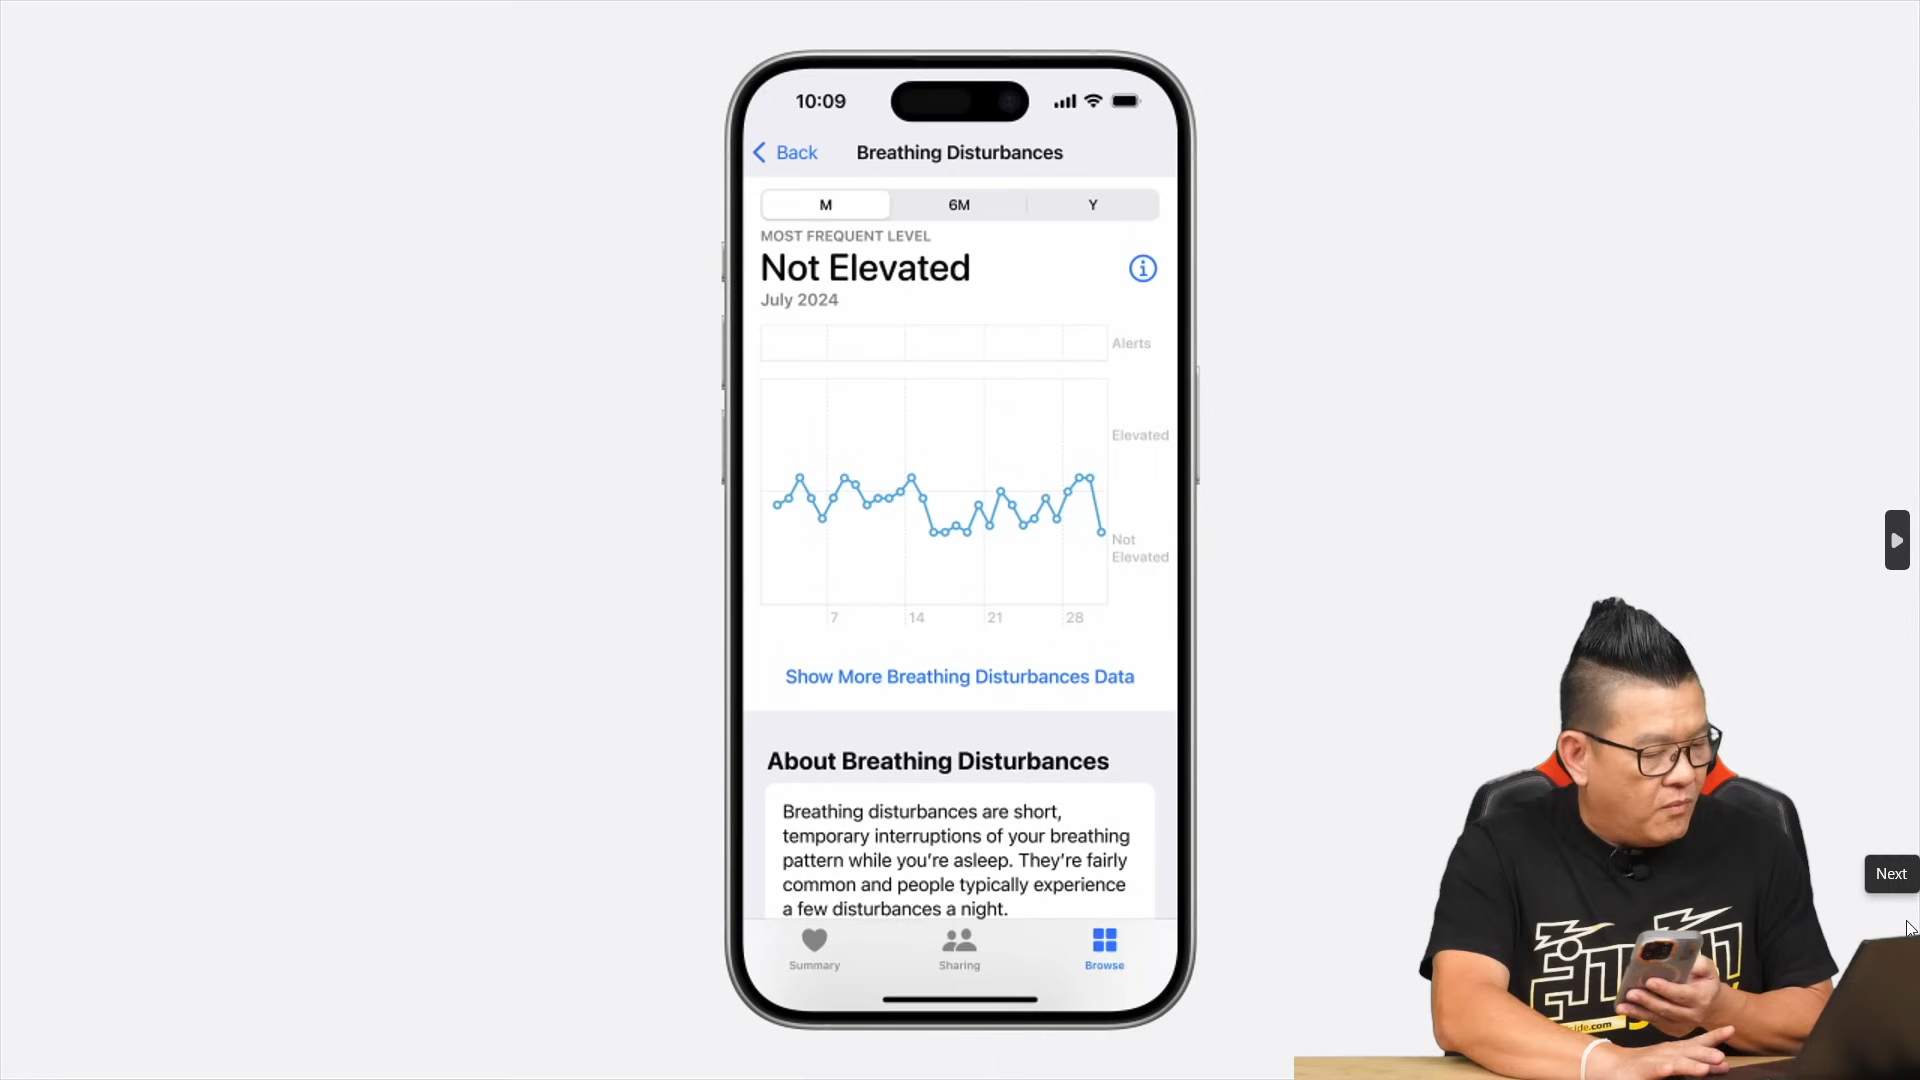 10:09
Back
Breathing Disturbances
M
6M
Y
MOST FREQUENT LEVEL
Not Elevated
July 2024
Alerts
Elevated
Not
Elevated
7
14
21
28
Show More Breathing Disturbances Data
About Breathing Disturbances
Breathing disturbances are short,
temporary interruptions of your breathing
pattern while you're asleep. They're fairly
common and people typically experience
a few disturbances a night.
Summary
Sharing
Browse
Next